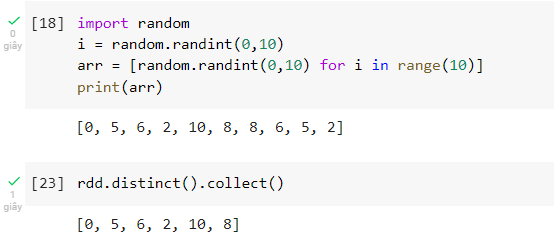 [18] import random
0 giây
i = random.randint(0,10)
arr = [random.randint(0,10) for i in range(10)]
print(arr)
[0, 5, 6, 2, 10, 8, 8, 6, 5, 2]
[23] rdd.distinct().collect()
1 giây
[0, 5, 6, 2, 10, 8]